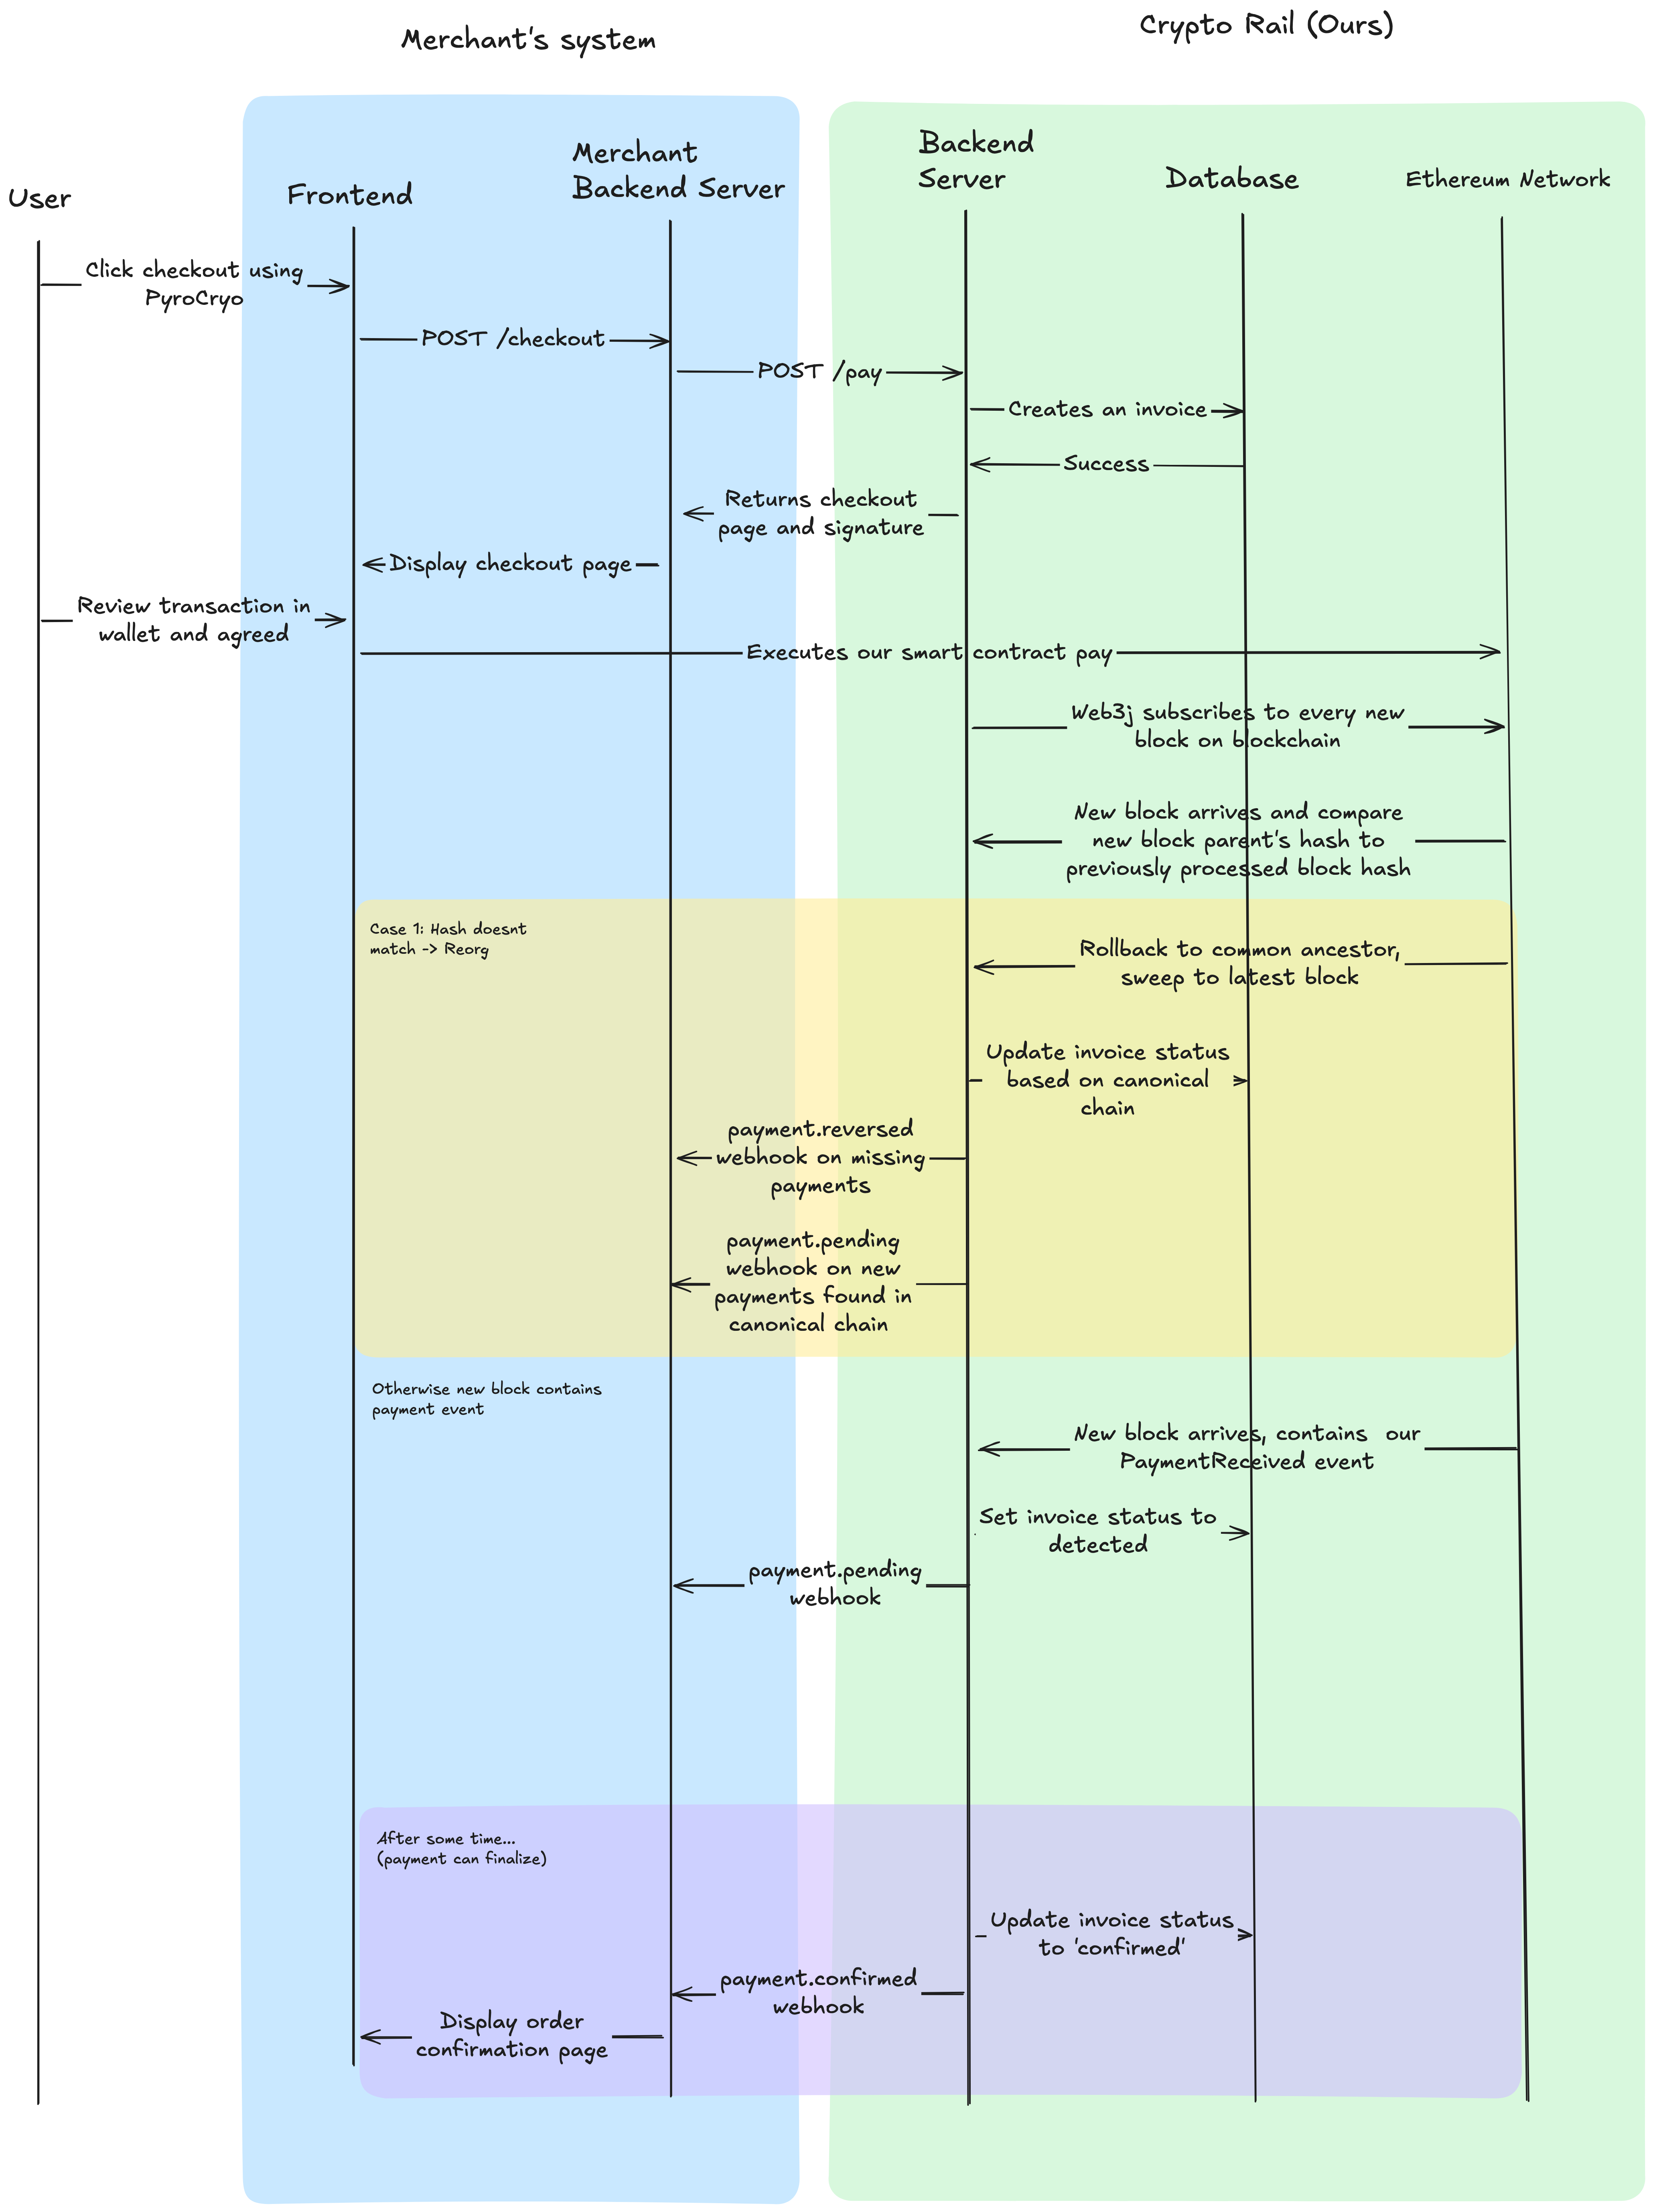 Merchant's system
Crypto Rail (Ours)
User
Frontend
Merchant
Backend Server
Backend
Server
Database
Ethereum Network
Click checkout using
PyroCryo
POST /checkout
POST /pay
Creates an invoice
Success
Returns checkout
page and signature
Display checkout page
Review transaction in
wallet and agreed
Executes our smart contract pay
Web3j subscribes to every new
block on blockchain
New block arrives and compare
new block parent's hash to
previously processed block hash
Case 1: Hash doesnt
match -> Reorg
Rollback to common ancestor,
sweep to latest block
Update invoice status
based on canonical
chain
payment.reversed
webhook on missing
payments
payment.pending
webhook on new
payments found in
canonical chain
Otherwise new block contains
payment event
New block arrives, contains our
PaymentReceived event
Set invoice status to
detected
payment.pending
webhook
After some time...
(payment can finalize)
Update invoice status
to 'confirmed'
payment.confirmed
webhook
Display order
confirmation page